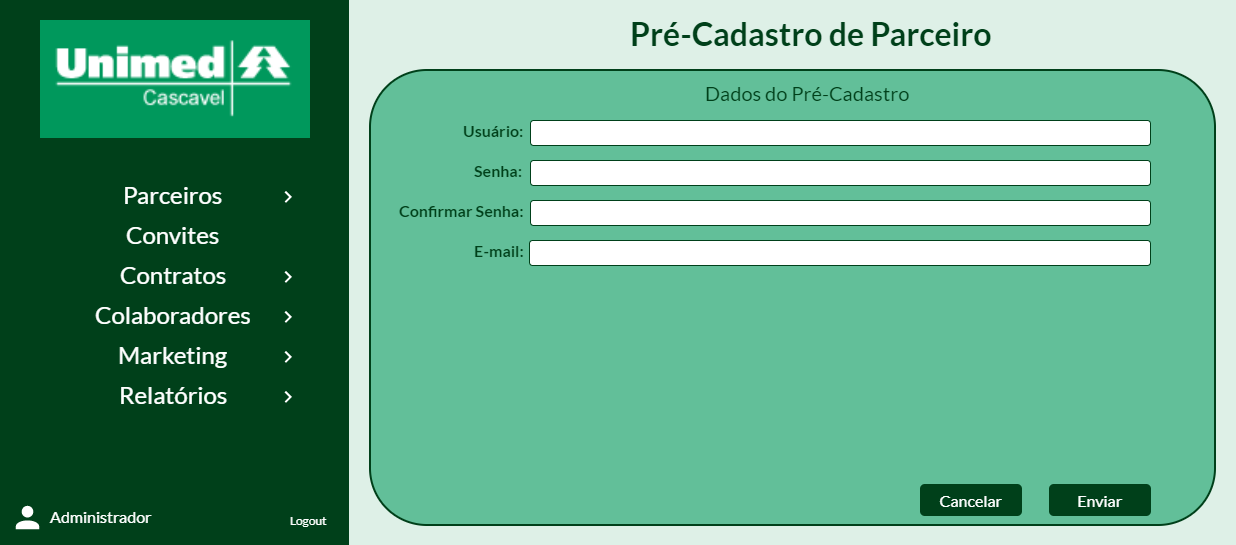 Unimed
Cascavel
Parceiros
Convites
Contratos
Colaboradores
Marketing
Relatórios
Administrador
Logout
Pré-Cadastro de Parceiro
Dados do Pré-Cadastro
Usuário:
Senha:
Confirmar Senha:
E-mail:
Cancelar
Enviar